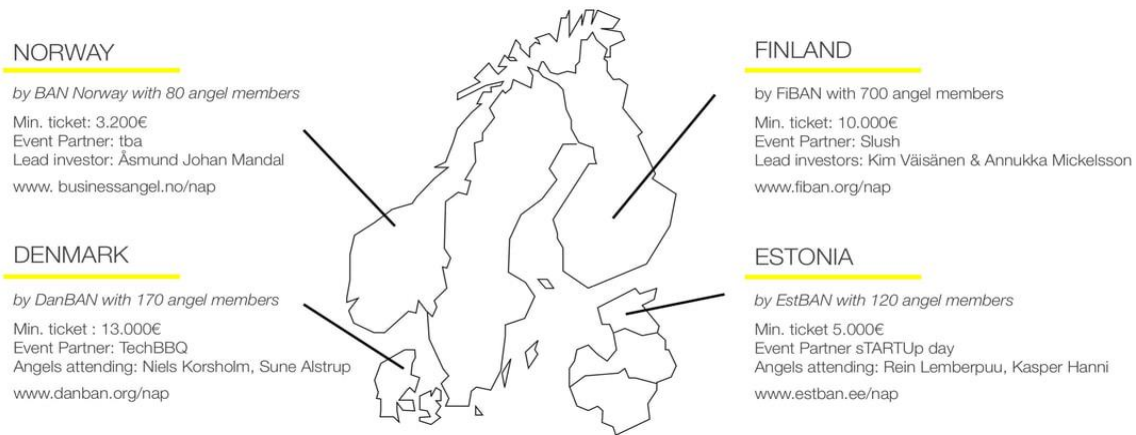 NORWAY
by BAN Norway with 80 angel members
Min. ticket: 3.200€
Event Partner: tba
Lead investor: Åsmund Johan Mandal
www. businessangel.no/nap
DENMARK
by DanBAN with 170 angel members
Min. ticket : 13.000€
Event Partner: TechBBQ
Angels attending: Niels Korsholm, Sune Alstrup
www.danban.org/nap
FINLAND
by FiBAN with 700 angel members
Min. ticket: 10.000€
Event Partner: Slush
Lead investors: Kim Väisänen & Annukka Mickelsson
www.fiban.org/nap
ESTONIA
by EstBAN with 120 angel members
Min. ticket 5.000€
Event Partner sTARTUp day
Angels attending: Rein Lemberpuu, Kasper Hanni
www.estban.ee/nap